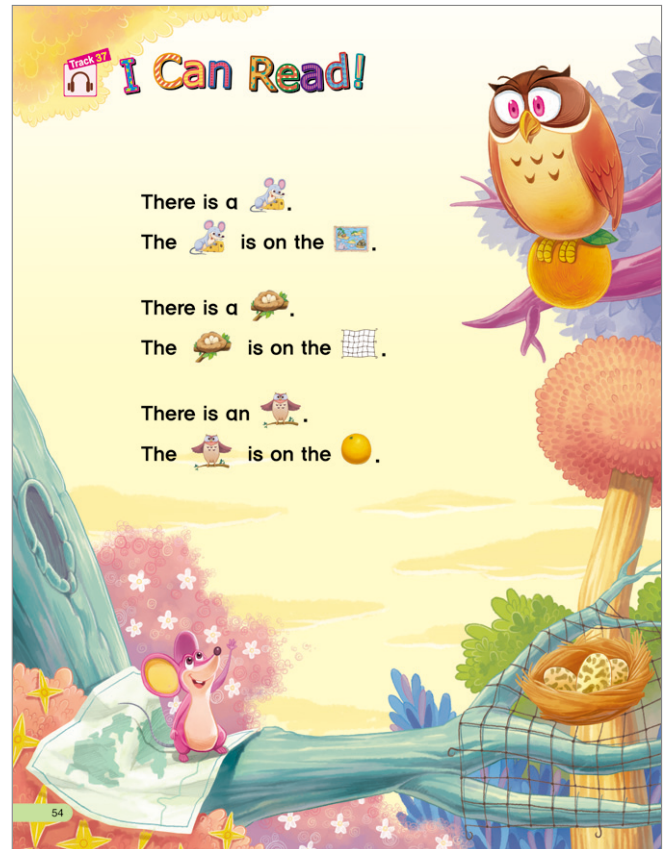 Track 37
I Can Read!
There is a .
The is on the .
There is a .
The is on the .
There is an .
The is on the .
54